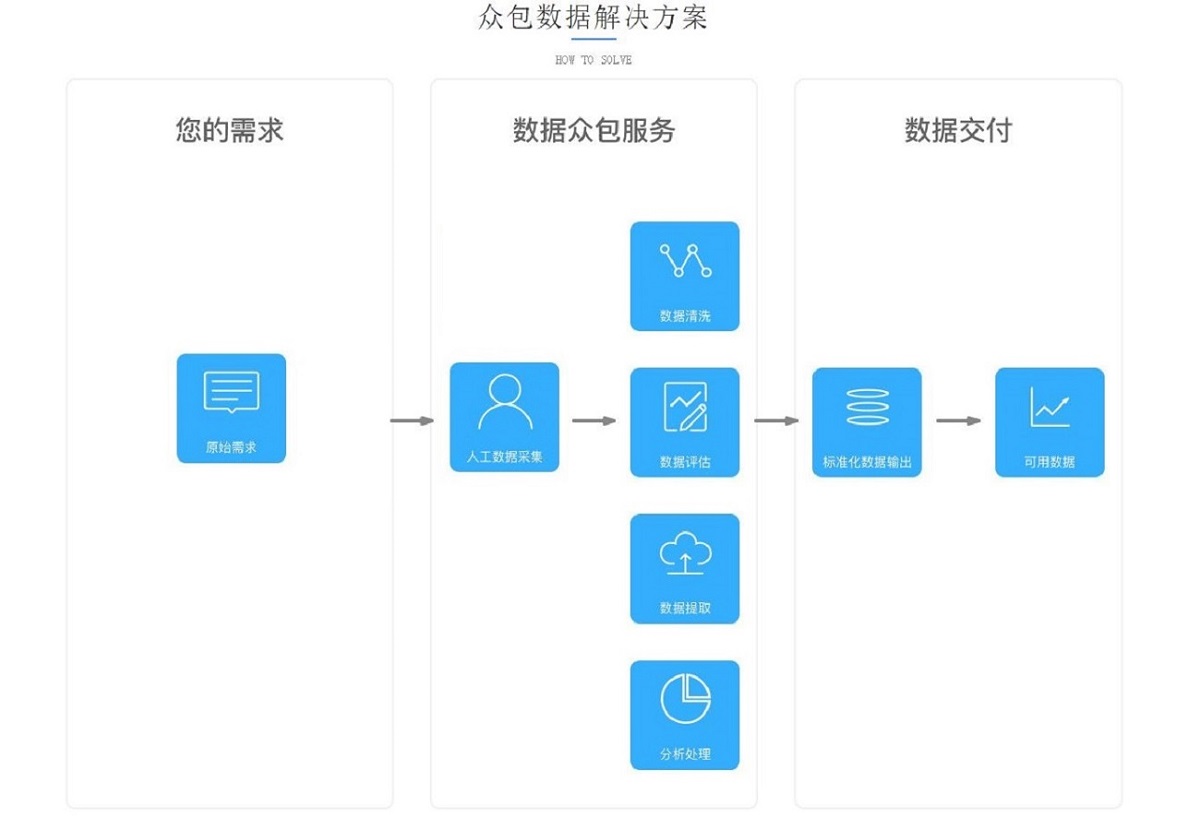 众包数据解决方案
HOW TO SOLVE
您的需求
原始需求
数据众包服务
人工数据采集
数据清洗
数据评估
数据提取
分析处理
数据交付
标准化数据输出
可用数据